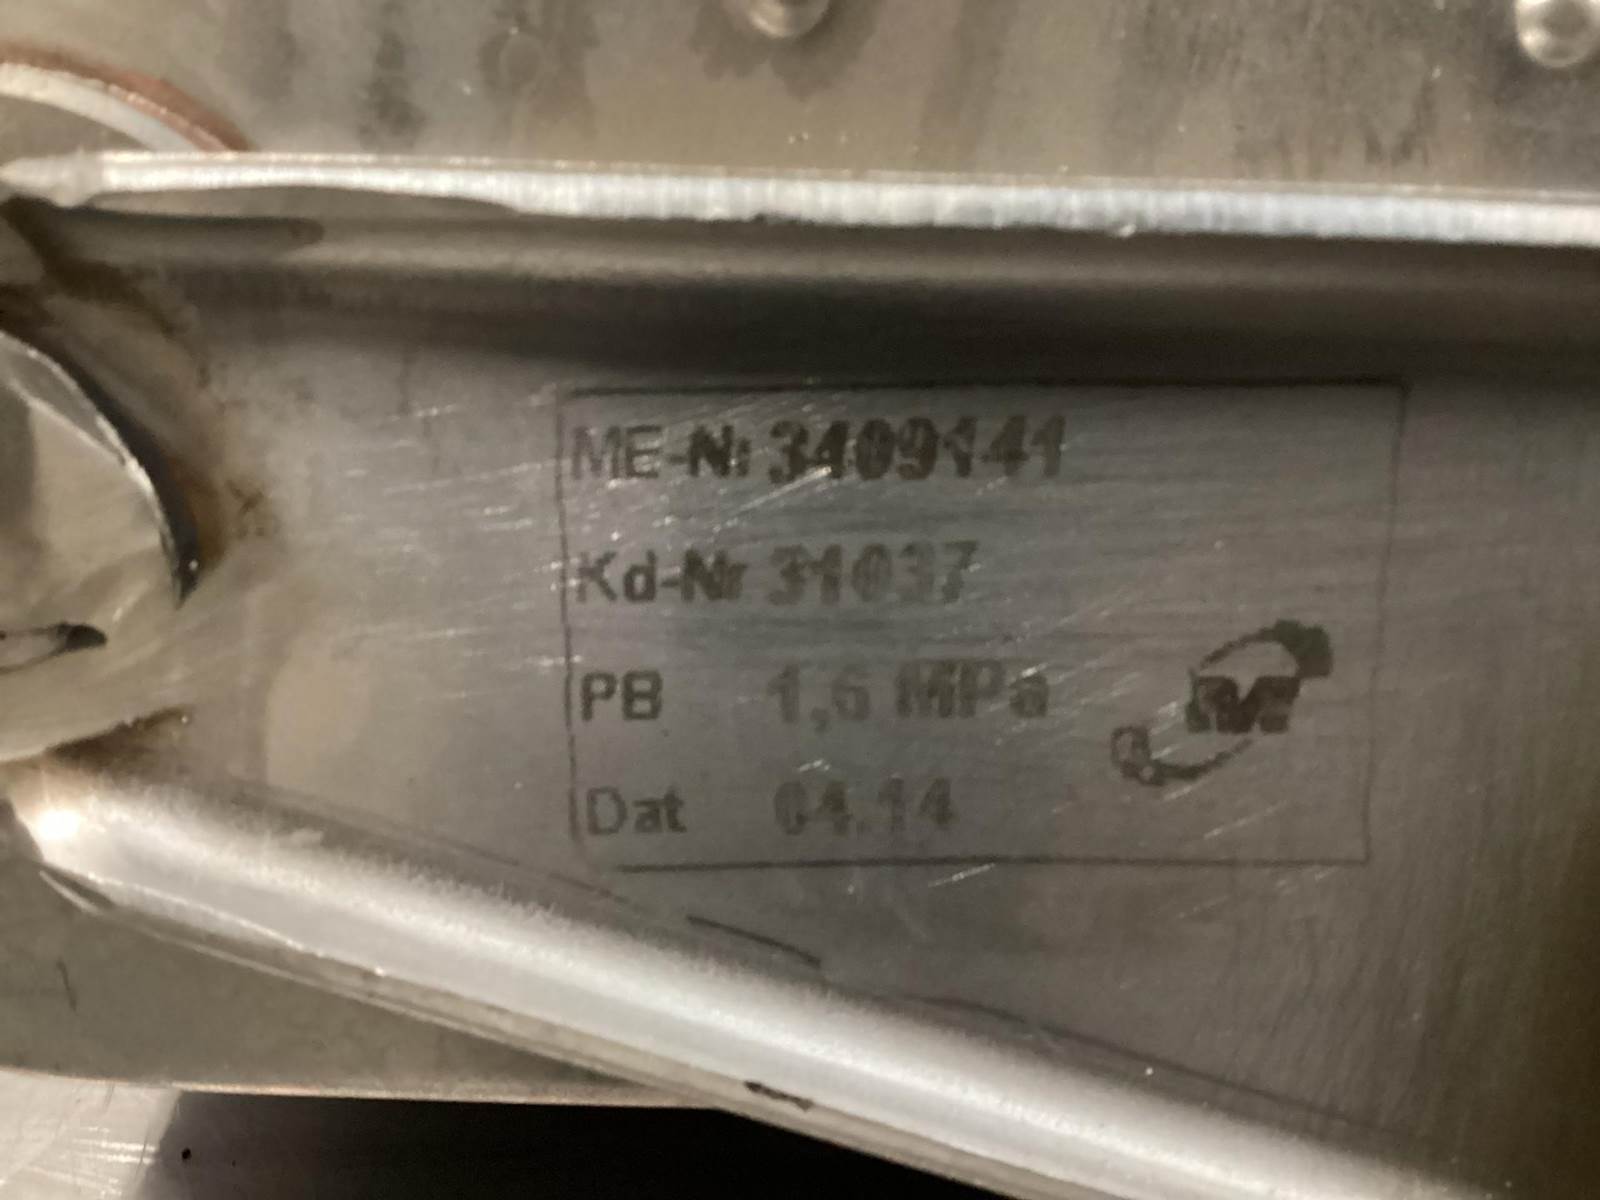 ME-Nr 3409141
Kd-Nr 31037
PB 1,6 MPa
Dat 04.14